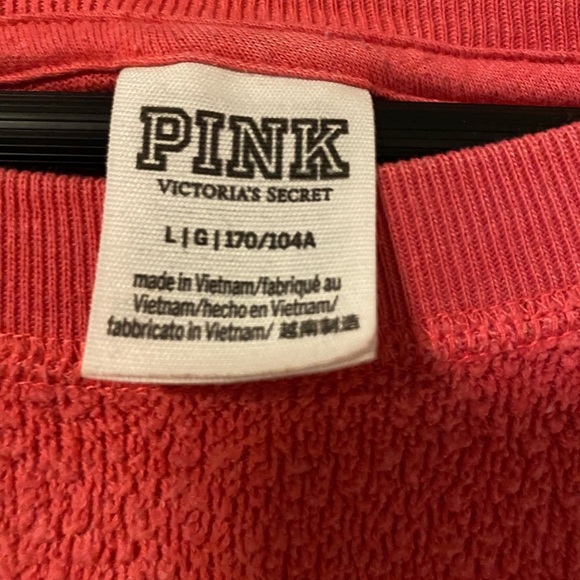 PINK
VICTORIA'S SECRET
L | G | 170/104A
made in Vietnam/fabriqué au
Vietnam/hecho en Vietnam/
fabbricato in Vietnam/ 越南制造